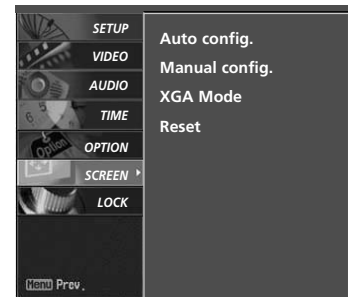 SETUP
VIDEO
AUDIO
TIME
OPTION
SCREEN
LOCK
Menu Prev.
Auto config.
Manual config.
XGA Mode
Reset